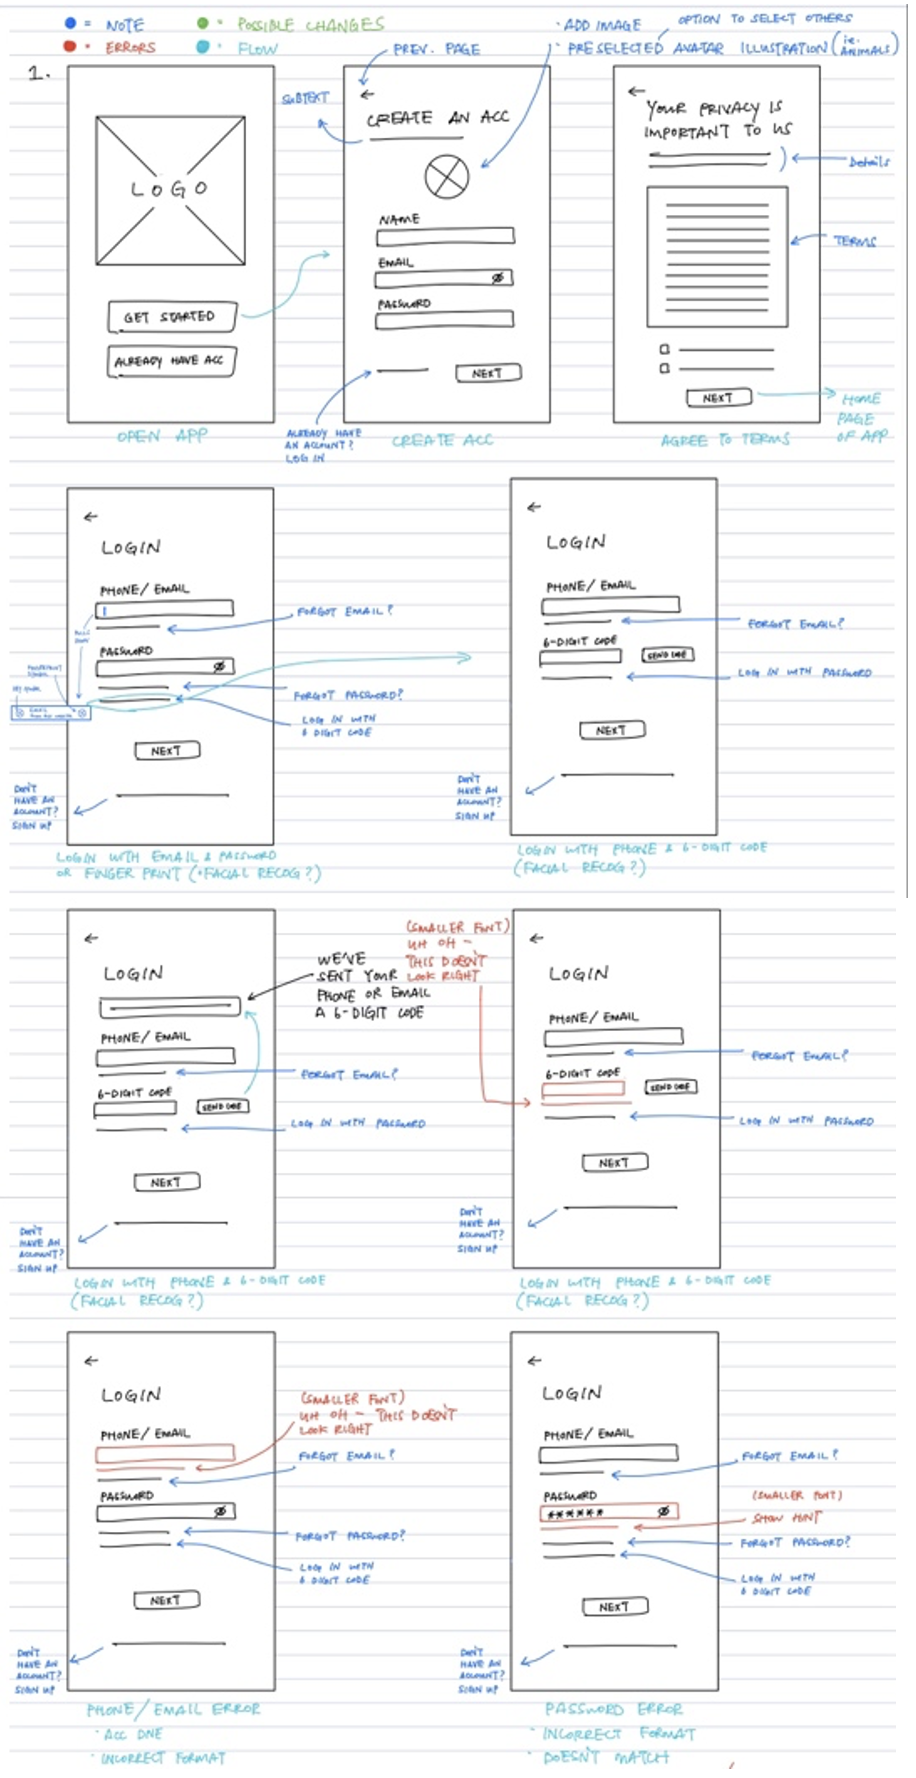 = NOTE
= POSSIBLE CHANGES
= ERRORS
= FLOW
· ADD IMAGE
OPTION TO SELECT OTHERS
· PRESELECTED AVATAR ILLUSTRATION (ie. ANIMALS)
PREV. PAGE
1.
SUBTEXT
LOGO
GET STARTED
ALREADY HAVE ACC
OPEN APP
CREATE AN ACC
NAME
EMAIL
PASSWORD
NEXT
ALREADY HAVE
AN ACCOUNT?
LOG IN
CREATE ACC
YOUR PRIVACY IS
IMPORTANT TO US
Details
TERMS
NEXT
HOME
PAGE
OF APP
AGREE TO TERMS
LOGIN
PHONE/ EMAIL
FORGOT EMAIL?
PASSWORD
FORGOT PASSWORD?
LOG IN WITH
6 DIGIT CODE
NEXT
DON'T
HAVE AN
ACCOUNT?
SIGN UP
LOGIN WITH EMAIL & PASSWORD
OR FINGER PRINT (+FACIAL RECOG?)
LOGIN
PHONE/ EMAIL
FORGOT EMAIL?
6-DIGIT CODE
SEND CODE
LOG IN WITH PASSWORD
NEXT
DON'T
HAVE AN
ACCOUNT?
SIGN UP
LOGIN WITH PHONE & 6-DIGIT CODE
(FACIAL RECOG?)
LOGIN
WE'VE
SENT YOUR
PHONE OR EMAIL
A 6-DIGIT CODE
PHONE/ EMAIL
FORGOT EMAIL?
6-DIGIT CODE
SEND CODE
LOG IN WITH PASSWORD
NEXT
DON'T
HAVE AN
ACCOUNT?
SIGN UP
LOGIN WITH PHONE & 6-DIGIT CODE
(FACIAL RECOG?)
(SMALLER FONT)
UH OH -
THIS DOESN'T
LOOK RIGHT
LOGIN
PHONE/ EMAIL
FORGOT EMAIL?
6-DIGIT CODE
SEND CODE
LOG IN WITH PASSWORD
NEXT
DON'T
HAVE AN
ACCOUNT?
SIGN UP
LOGIN WITH PHONE & 6-DIGIT CODE
(FACIAL RECOG?)
LOGIN
(SMALLER FONT)
UH OH - THIS DOESN'T
LOOK RIGHT
PHONE/ EMAIL
FORGOT EMAIL?
PASSWORD
FORGOT PASSWORD?
LOG IN WITH
6 DIGIT CODE
NEXT
DON'T
HAVE AN
ACCOUNT?
SIGN UP
PHONE/EMAIL ERROR
· ACC DNE
· INCORRECT FORMAT
LOGIN
PHONE/ EMAIL
FORGOT EMAIL?
PASSWORD
******
(SMALLER FONT)
SHOW HINT
FORGOT PASSWORD?
LOG IN WITH
6 DIGIT CODE
NEXT
DON'T
HAVE AN
ACCOUNT?
SIGN UP
PASSWORD ERROR
· INCORRECT FORMAT
· DOESN'T MATCH